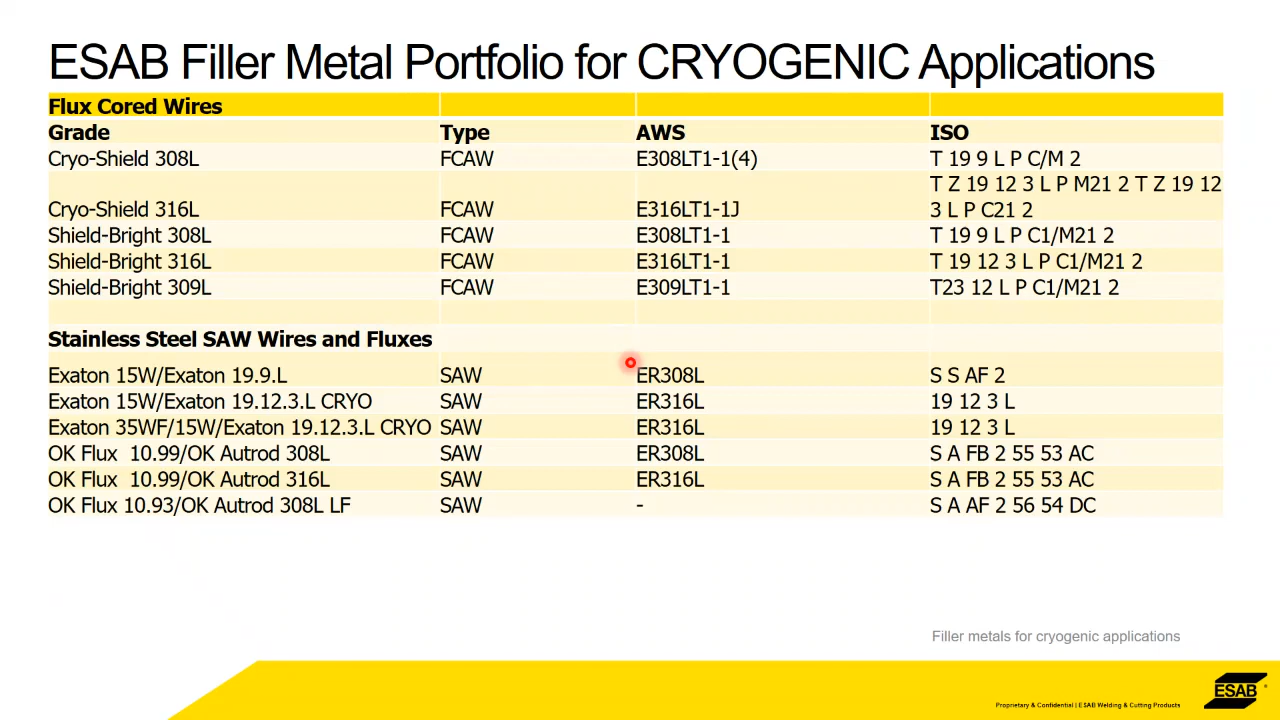 ESAB Filler Metal Portfolio for CRYOGENIC Applications
Flux Cored Wires
Grade Type AWS ISO
Cryo-Shield 308L FCAW E308LT1-1(4) T 19 9 L P C/M 2
T Z 19 12 3 L P M21 2 T Z 19 12
Cryo-Shield 316L FCAW E316LT1-1J 3 L P C21 2
Shield-Bright 308L FCAW E308LT1-1 T 19 9 L P C1/M21 2
Shield-Bright 316L FCAW E316LT1-1 T 19 12 3 L P C1/M21 2
Shield-Bright 309L FCAW E309LT1-1 T23 12 L P C1/M21 2
Stainless Steel SAW Wires and Fluxes
Exaton 15W/Exaton 19.9.L SAW ER308L S S AF 2
Exaton 15W/Exaton 19.12.3.L CRYO SAW ER316L 19 12 3 L
Exaton 35WF/15W/Exaton 19.12.3.L CRYO SAW ER316L 19 12 3 L
OK Flux 10.99/OK Autrod 308L SAW ER308L S A FB 2 55 53 AC
OK Flux 10.99/OK Autrod 316L SAW ER316L S A FB 2 55 53 AC
OK Flux 10.93/OK Autrod 308L LF SAW - S A AF 2 56 54 DC
Filler metals for cryogenic applications
Proprietary & Confidential | ESAB Welding & Cutting Products
ESAB